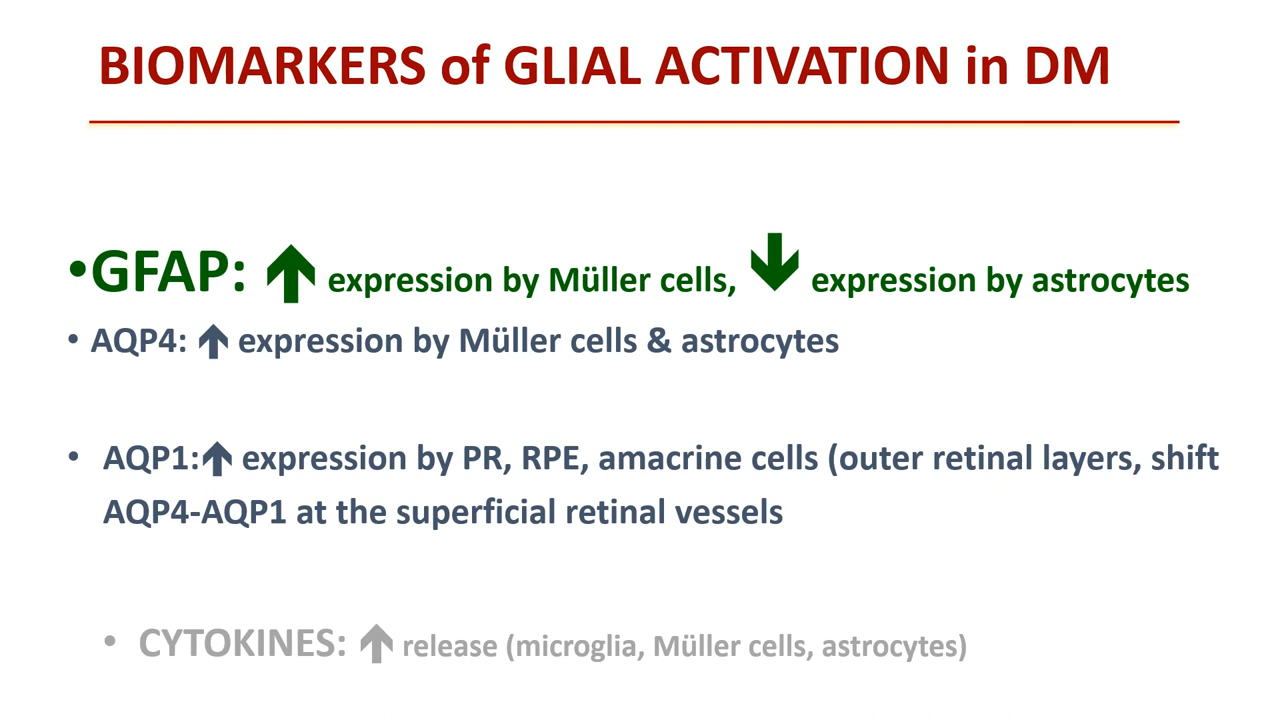 BIOMARKERS of GLIAL ACTIVATION in DM
•GFAP: 🡹 expression by Müller cells, 🡻 expression by astrocytes
• AQP4: 🡹 expression by Müller cells & astrocytes
• AQP1:🡹 expression by PR, RPE, amacrine cells (outer retinal layers, shift
AQP4-AQP1 at the superficial retinal vessels
• CYTOKINES: 🡹 release (microglia, Müller cells, astrocytes)